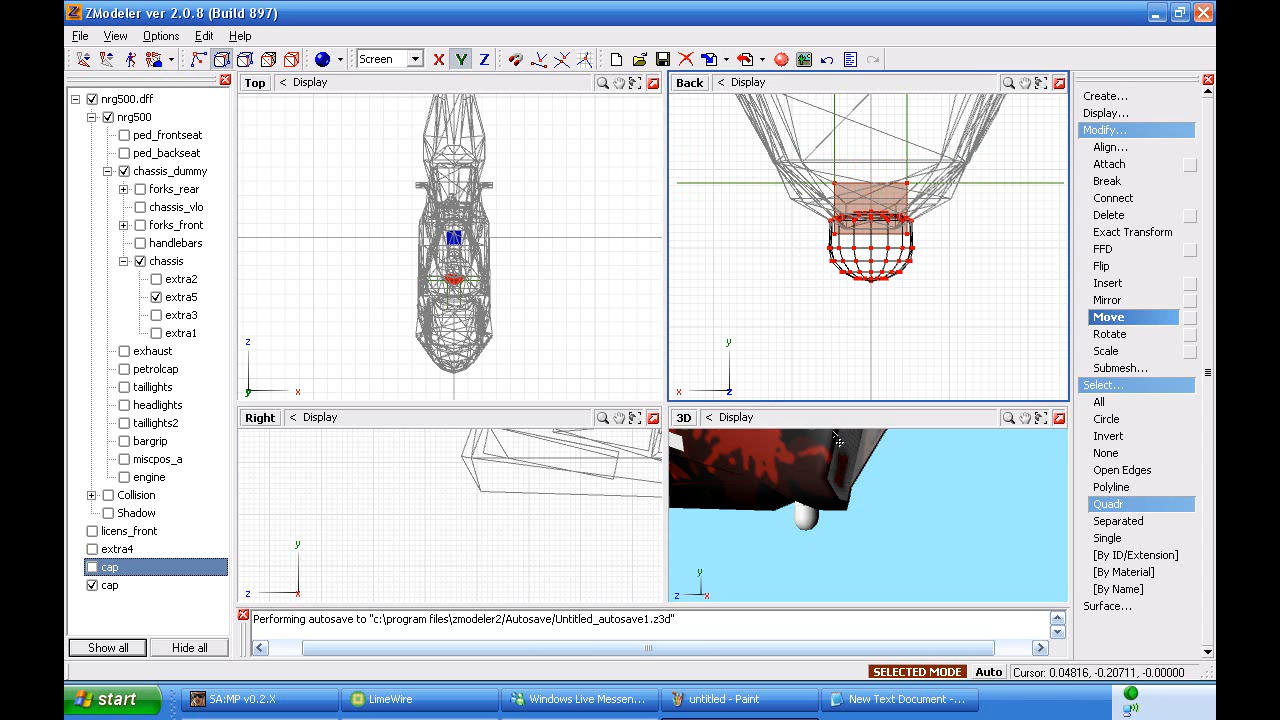 ZModeler ver 2.0.8 (Build 897)
File View Options Edit Help
Screen X Y Z
nrg500.dff
nrg500
ped_frontseat
ped_backseat
chassis_dummy
forks_rear
chassis_vlo
forks_front
handlebars
chassis
extra2
extra5
extra3
extra1
exhaust
petrolcap
taillights
headlights
taillights2
bargrip
miscpos_a
engine
Collision
Shadow
licens_front
extra4
cap
cap
Show all Hide all
Top < Display
z
y x
Back < Display
y
x z
Right < Display
y
z x
3D < Display
y
z x
Create...
Display...
Modify...
Align...
Attach
Break
Connect
Delete
Exact Transform
FFD
Flip
Insert
Mirror
Move
Rotate
Scale
Submesh...
Select...
All
Circle
Invert
None
Open Edges
Polyline
Quadr
Separated
Single
[By ID/Extension]
[By Material]
[By Name]
Surface...
Performing autosave to "c:\program files\zmodeler2/Autosave/Untitled_autosave1.z3d"
SELECTED MODE Auto Cursor: 0.04816, -0.20711, -0.00000
start SA:MP v0.2.X LimeWire Windows Live Messen... untitled - Paint New Text Document -...